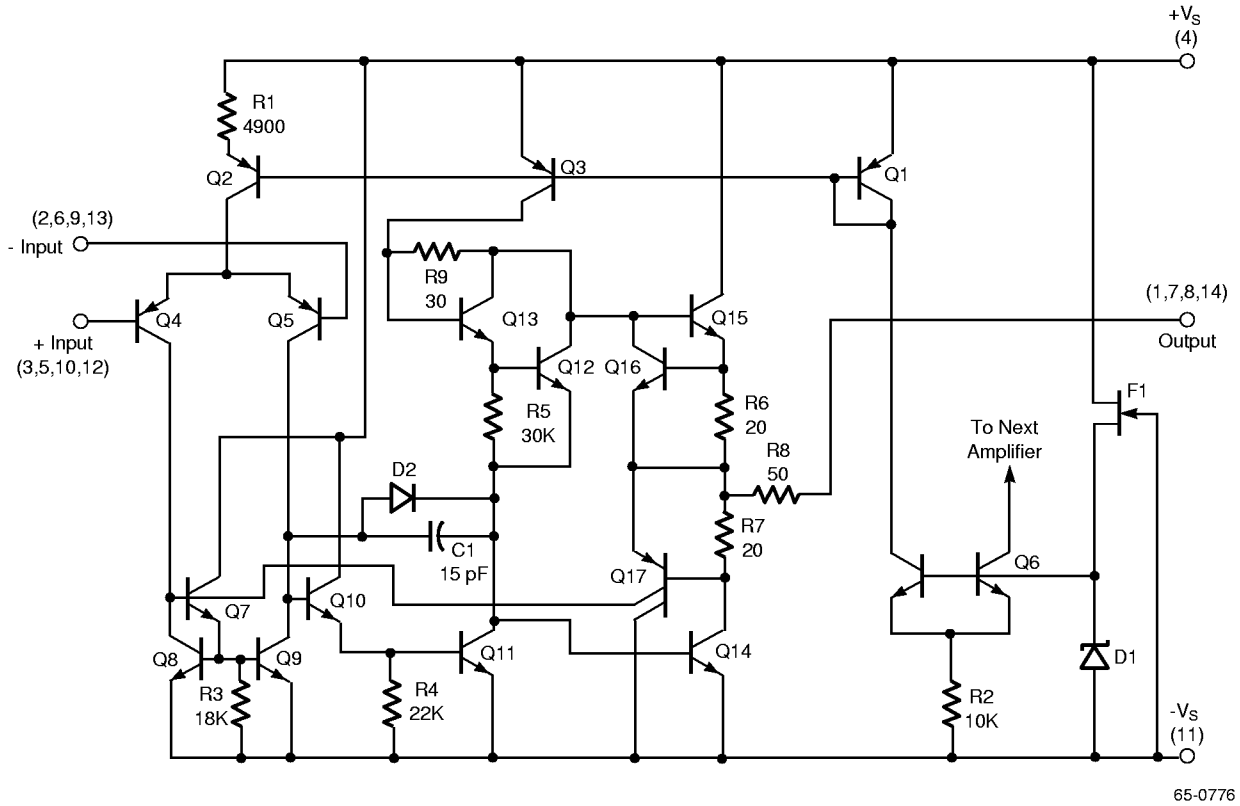 +VS
(4)
R1
4900
Q2
Q3
Q1
(2,6,9,13)
- Input
R9
30
(1,7,8,14)
Output
Q4
Q5
Q13
Q15
+ Input
(3,5,10,12)
Q12
Q16
R5
30K
R6
20
F1
To Next
Amplifier
R8
50
D2
R7
20
C1
15 pF
Q17
Q6
Q7
Q10
Q8
Q9
Q11
Q14
D1
R3
18K
R4
22K
R2
10K
-VS
(11)
65-0776